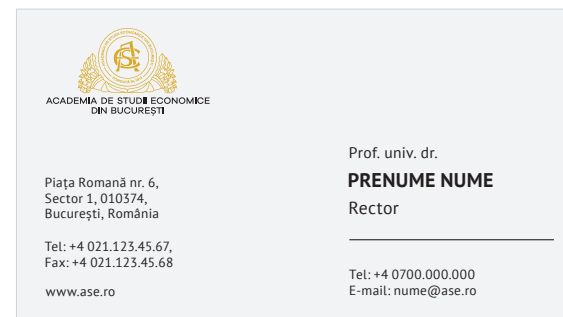 ACADEMIA DE STUDII ECONOMICE
DIN BUCUREȘTI
Piața Romană nr. 6,
Sector 1, 010374,
București, România
Tel: +4 021.123.45.67,
Fax: +4 021.123.45.68
www.ase.ro
Prof. univ. dr.
PRENUME NUME
Rector
Tel: +4 0700.000.000
E-mail: nume@ase.ro